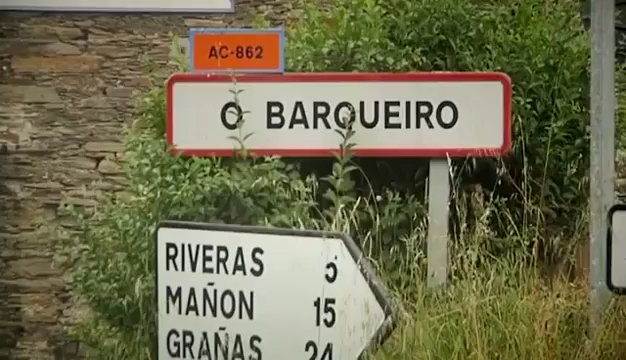 AC-862
O BARQUEIRO
RIVERAS
MAÑON 15
GRAÑAS 24